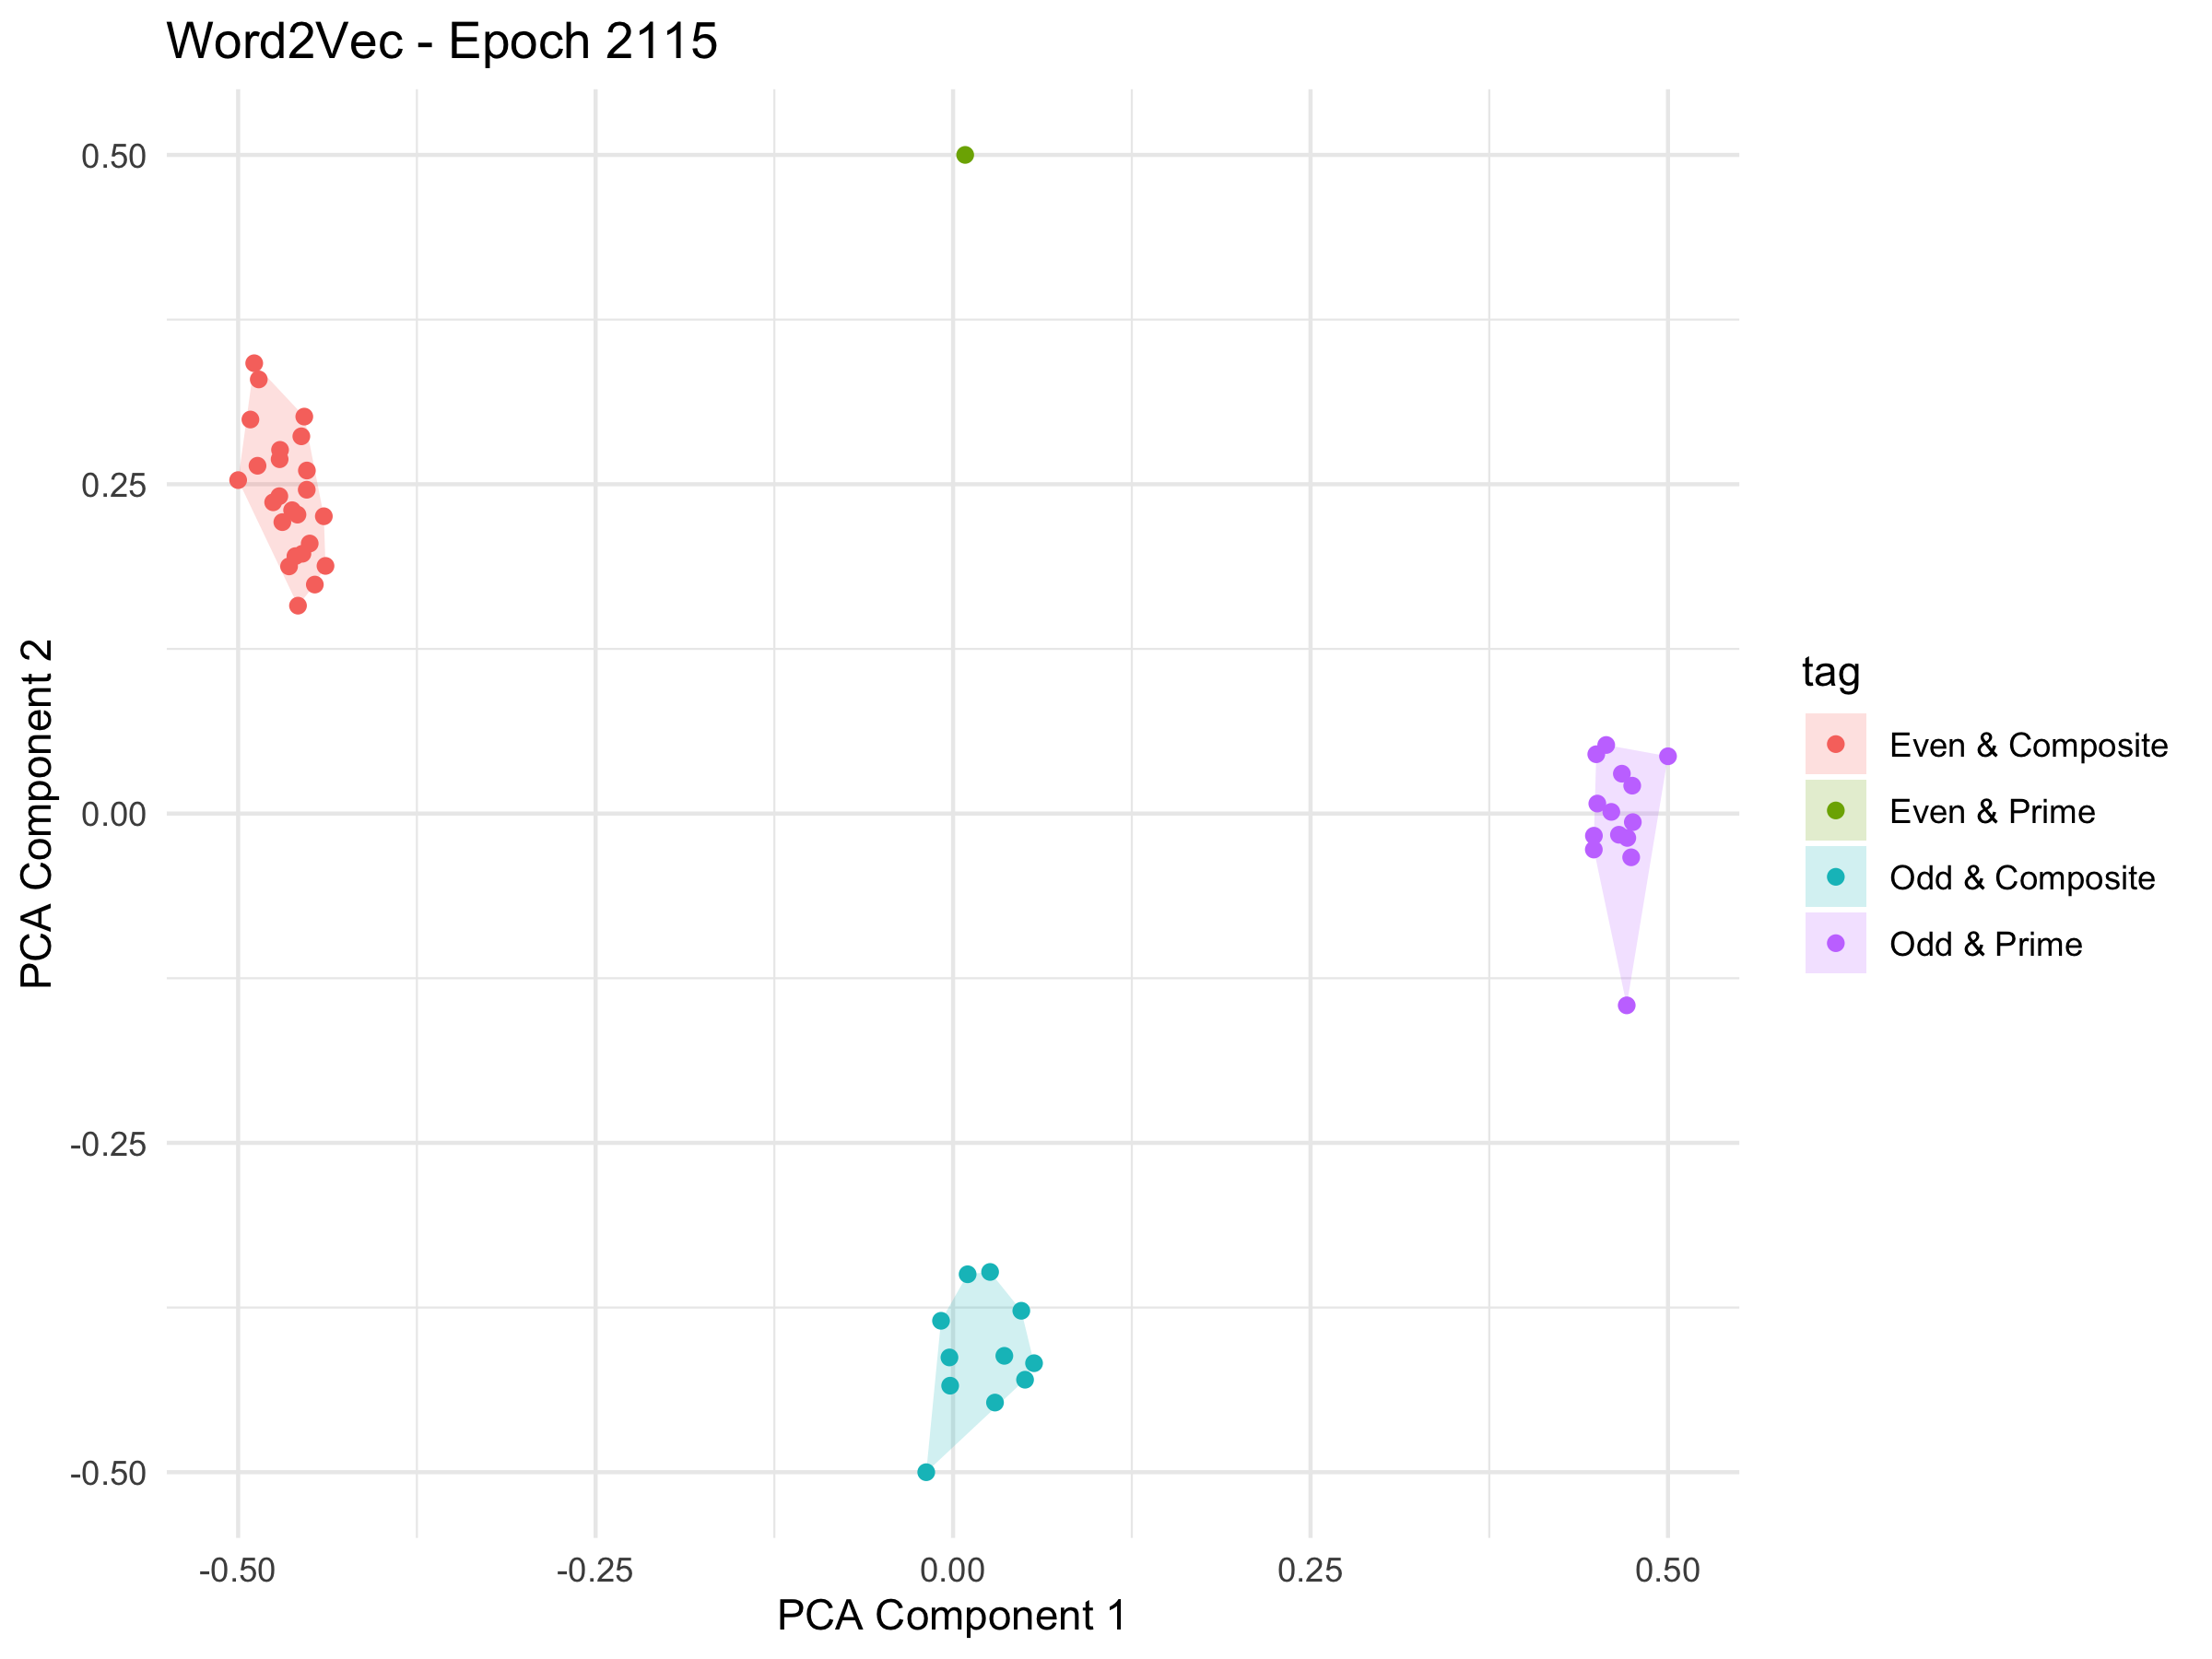 Word2Vec - Epoch 2115
0.50
0.25
0.00
-0.25
-0.50
PCA Component 2
-0.50
-0.25
0.00
0.25
0.50
PCA Component 1
tag
Even & Composite
Even & Prime
Odd & Composite
Odd & Prime